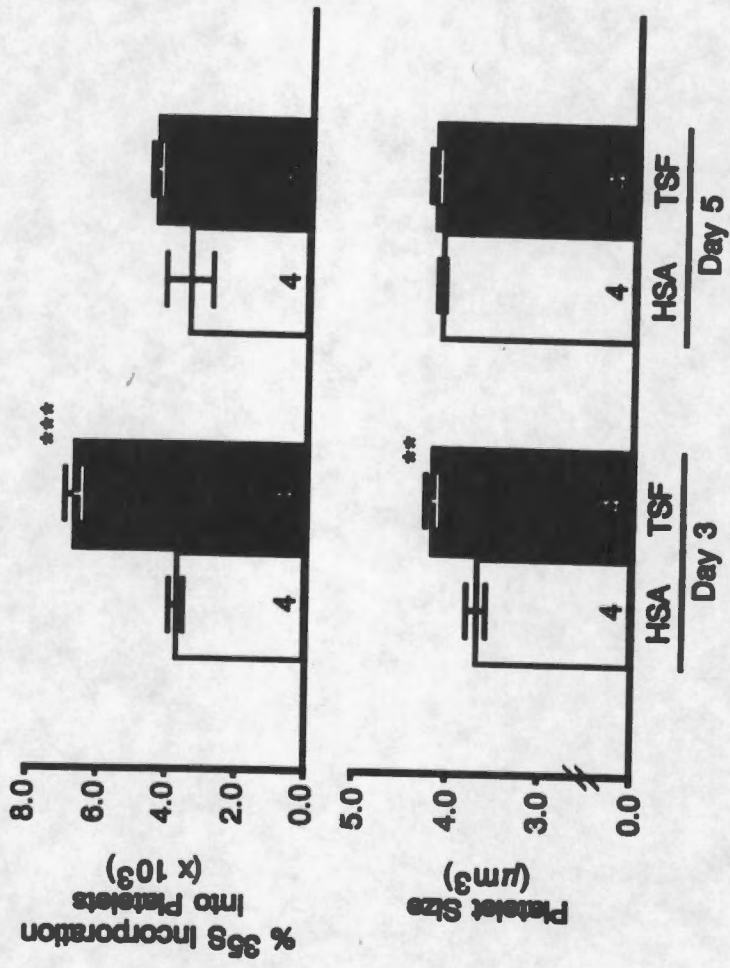 % 35S Incorporation
Into Platelets
(x 10³)
8.0
6.0
4.0
2.0
0.0
***
4
4
Platelet Size
(μm3)
5.0
4.0
3.0
0.0
**
4
4
HSA TSF HSA TSF
Day 3 Day 5